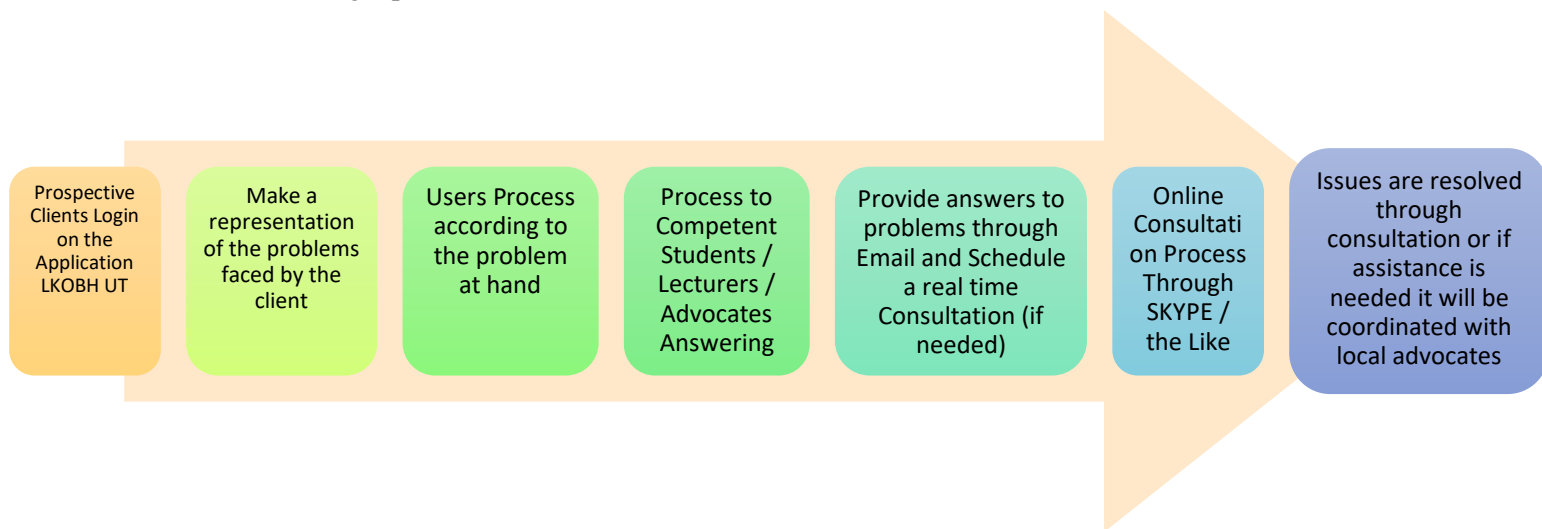 Prospective
Clients Login
on the
Application
LKOBH UT
Make a
representation
of the problems
faced by the
client
Users Process
according to
the problem
at hand
Process to
Competent
Students /
Lecturers /
Advocates
Answering
Provide answers to
problems through
Email and Schedule
a real time
Consultation (if
needed)
Online
Consultati
on Process
Through
SKYPE /
the Like
Issues are resolved
through
consultation or if
assistance is
needed it will be
coordinated with
local advocates